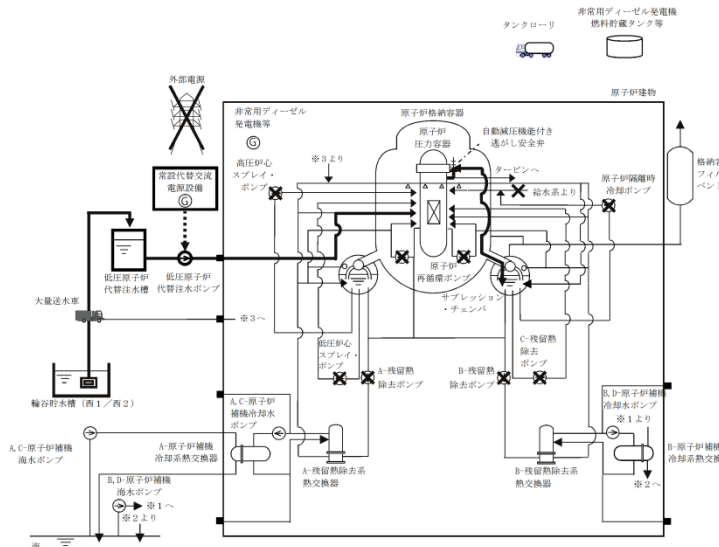 タンクローリ
非常用ディーゼル発電機
燃料貯蔵タンク等
外部電源
原子炉建物
非常用ディーゼル
発電機等
G
原子炉格納容器
原子炉
圧力容器
自動減圧機能付き
逃がし安全弁
高圧炉心
スプレイ・
ポンプ
※3より
タービンへ
給水系より
原子炉隔離時
冷却ポンプ
格納容
フィル
ベント
常設代替交流
電源設備
G
低圧原子炉
代替注水槽
低圧原子炉
代替注水ポンプ
原子炉
再循環ポンプ
サプレッション
・チェンバ
大量送水車
※3へ
低圧炉心
スプレイ・
ポンプ
A-残留熱
除去ポンプ
B-残留熱
除去ポンプ
C-残留熱
除去
ポンプ
輪谷貯水槽(西1/西2)
A,C-原子炉
補機冷却水
ポンプ
B,D-原子炉補機
冷却水ポンプ
※1より
A,C-原子炉補機
海水ポンプ
A-原子炉補機
冷却系熱交換器
A-残留熱除去系
熱交換器
B-残留熱除去系
熱交換器
B-原子炉補機
冷却系熱交換器
※2へ
B,D-原子炉補機
海水ポンプ
※1へ
※2より
海